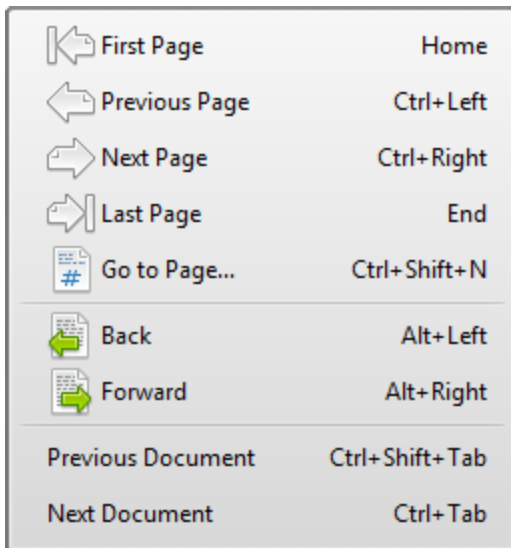 First Page Home
Previous Page Ctrl+Left
Next Page Ctrl+Right
Last Page End
# Go to Page... Ctrl+Shift+N
Back Alt+Left
Forward Alt+Right
Previous Document Ctrl+Shift+Tab
Next Document Ctrl+Tab